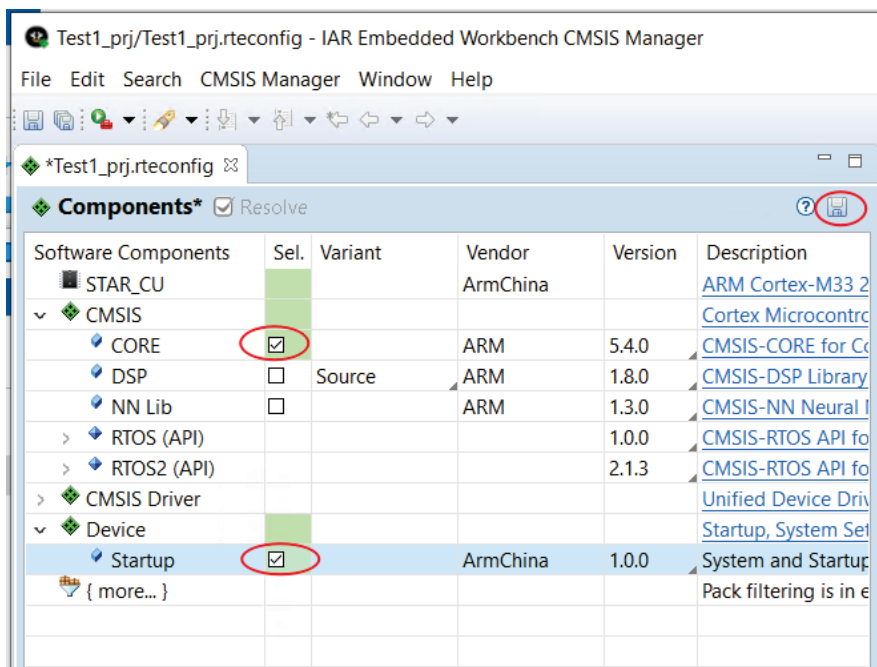 Test1_prj/Test1_prj.rteconfig - IAR Embedded Workbench CMSIS Manager
File Edit Search CMSIS Manager Window Help
*Test1_prj.rteconfig
Components* Resolve
Software Components Sel. Variant Vendor Version Description
STAR_CU ArmChina ARM Cortex-M33 2
CMSIS Cortex Microcontrc
CORE ARM 5.4.0 CMSIS-CORE for Co
DSP Source ARM 1.8.0 CMSIS-DSP Library
NN Lib ARM 1.3.0 CMSIS-NN Neural
RTOS (API) 1.0.0 CMSIS-RTOS API fo
RTOS2 (API) 2.1.3 CMSIS-RTOS API fo
CMSIS Driver Unified Device Driv
Device Startup, System Set
Startup ArmChina 1.0.0 System and Startup
{ more... } Pack filtering is in e